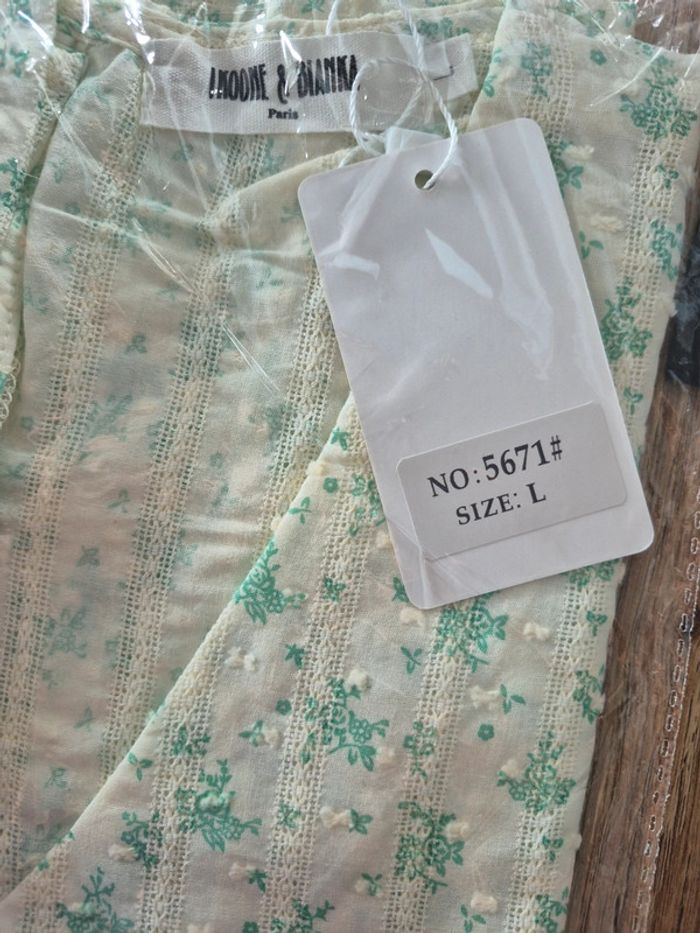 & BIANKA
Paris
L
NO: 5671#
SIZE: L